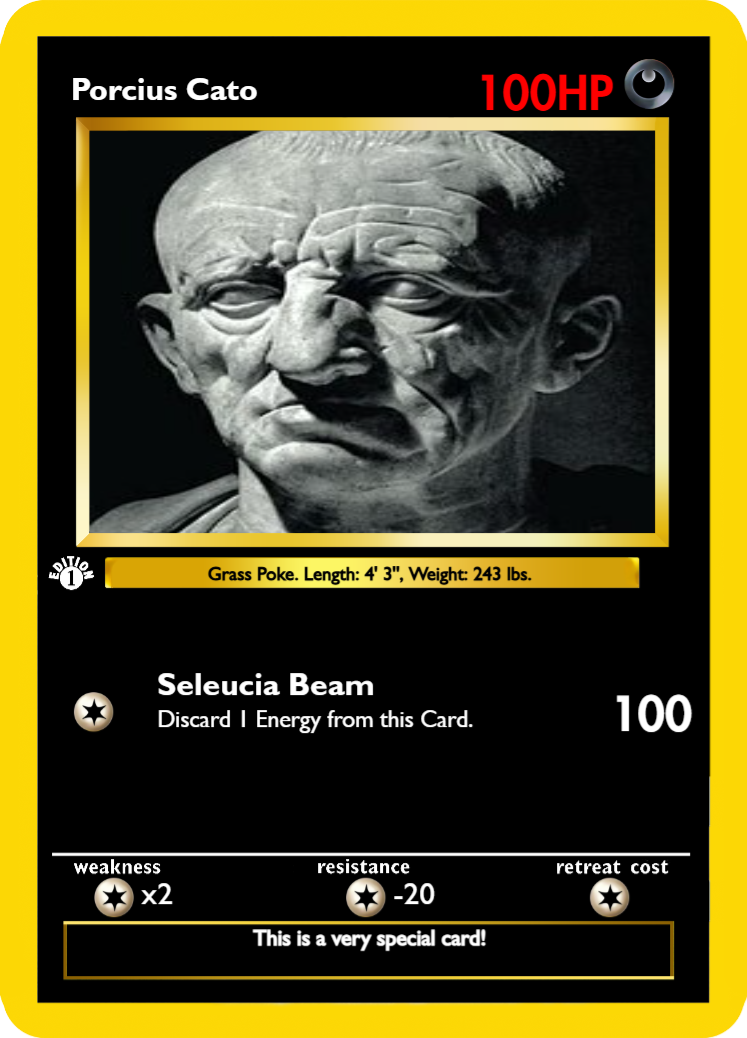 Porcius Cato
100HP
EDITION
1
Grass Poke. Length: 4' 3", Weight: 243 lbs.
Seleucia Beam
Discard 1 Energy from this Card.
100
weakness resistance retreat cost
x2 -20
This is a very special card!